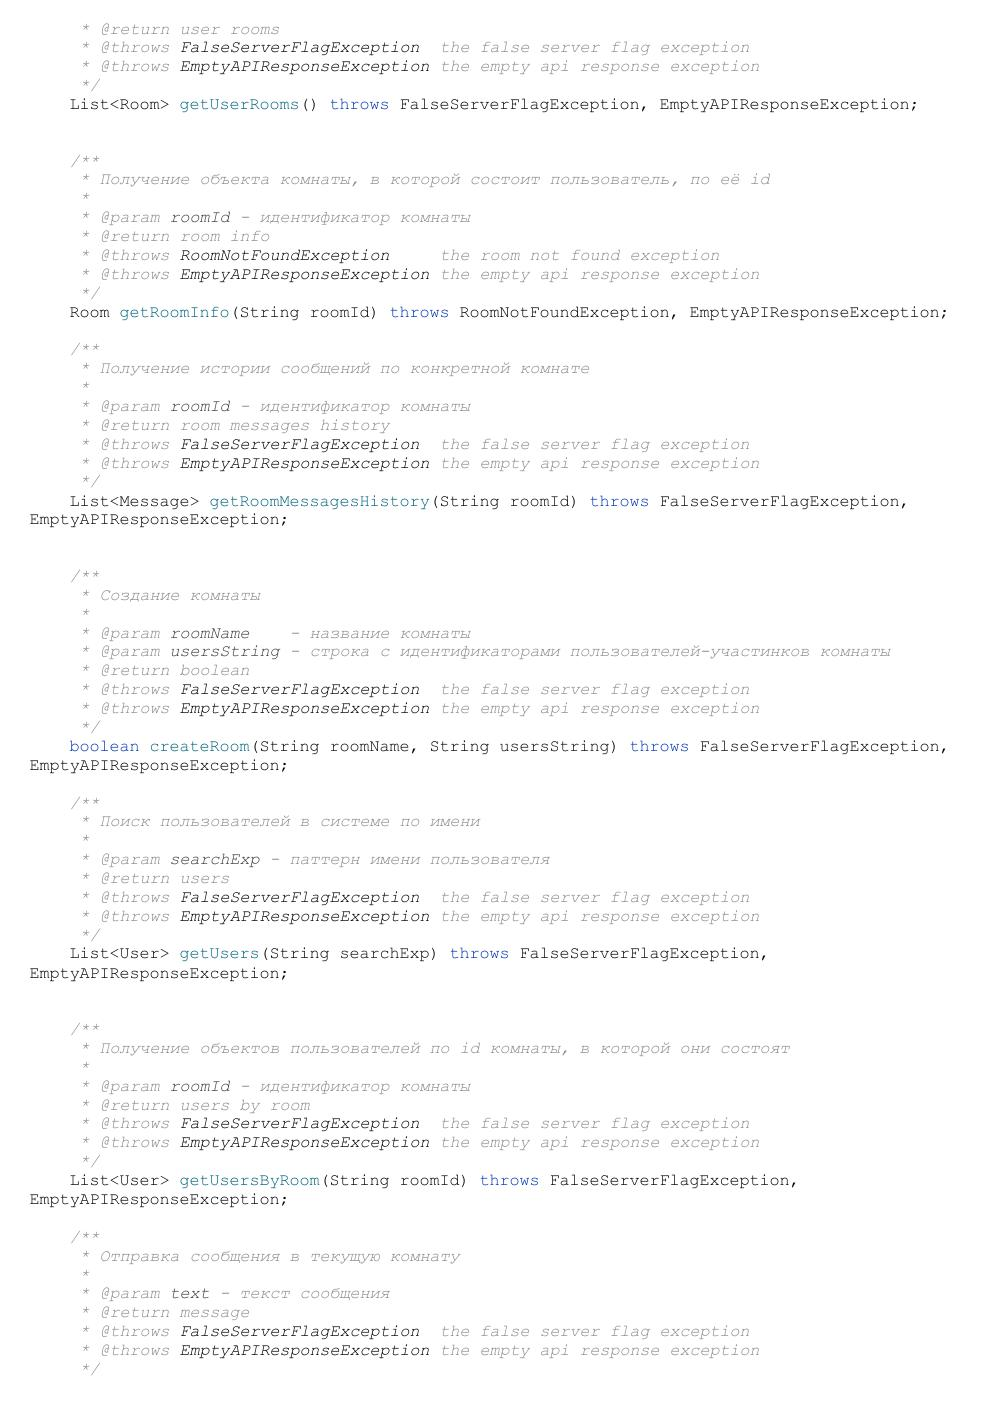 * @return user rooms
* @throws FalseServerFlagException  the false server flag exception
* @throws EmptyAPIResponseException the empty api response exception
*/
List<Room> getUserRooms() throws FalseServerFlagException, EmptyAPIResponseException;
/**
* Получение объекта комнаты, в которой состоит пользователь, по её id
*
* @param roomId - идентификатор комнаты
* @return room info
* @throws RoomNotFoundException     the room not found exception
* @throws EmptyAPIResponseException the empty api response exception
*/
Room getRoomInfo(String roomId) throws RoomNotFoundException, EmptyAPIResponseException;
/**
* Получение истории сообщений по конкретной комнате
*
* @param roomId - идентификатор комнаты
* @return room messages history
* @throws FalseServerFlagException  the false server flag exception
* @throws EmptyAPIResponseException the empty api response exception
*/
List<Message> getRoomMessagesHistory(String roomId) throws FalseServerFlagException,
EmptyAPIResponseException;
/**
* Создание комнаты
*
* @param roomName    - название комнаты
* @param usersString - строка с идентификаторами пользователей-участинков комнаты
* @return boolean
* @throws FalseServerFlagException  the false server flag exception
* @throws EmptyAPIResponseException the empty api response exception
*/
boolean createRoom(String roomName, String usersString) throws FalseServerFlagException,
EmptyAPIResponseException;
/**
* Поиск пользователей в системе по имени
*
* @param searchExp - паттерн имени пользователя
* @return users
* @throws FalseServerFlagException  the false server flag exception
* @throws EmptyAPIResponseException the empty api response exception
*/
List<User> getUsers(String searchExp) throws FalseServerFlagException,
EmptyAPIResponseException;
/**
* Получение объектов пользователей по id комнаты, в которой они состоят
*
* @param roomId - идентификатор комнаты
* @return users by room
* @throws FalseServerFlagException  the false server flag exception
* @throws EmptyAPIResponseException the empty api response exception
*/
List<User> getUsersByRoom(String roomId) throws FalseServerFlagException,
EmptyAPIResponseException;
/**
* Отправка сообщения в текущую комнату
*
* @param text - текст сообщения
* @return message
* @throws FalseServerFlagException  the false server flag exception
* @throws EmptyAPIResponseException the empty api response exception
*/